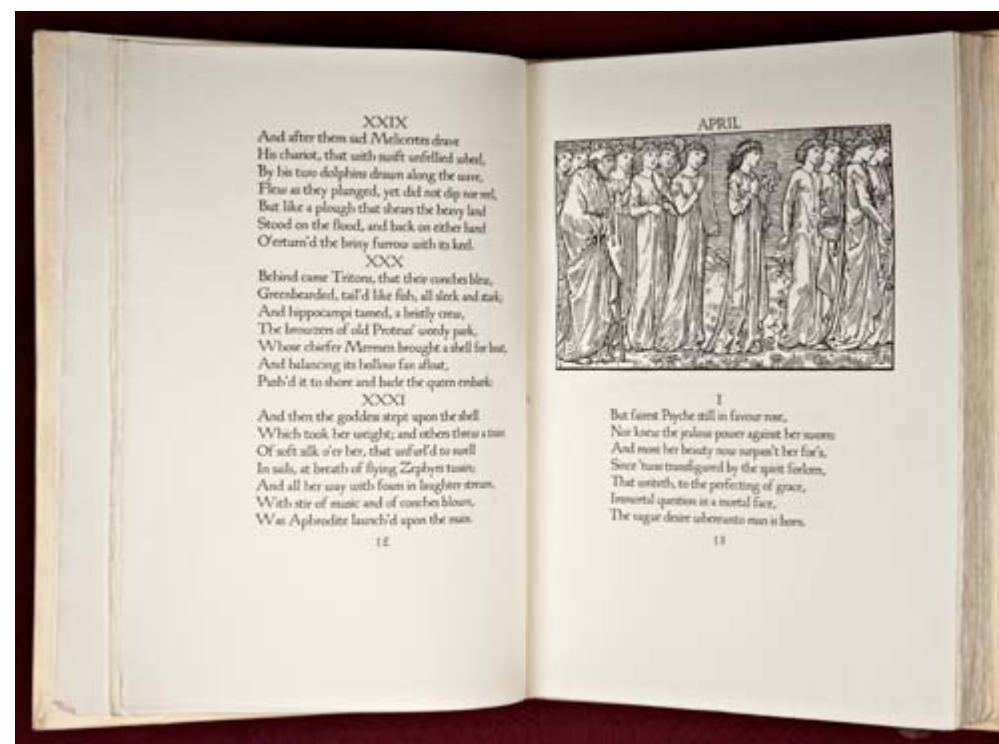 XXIX
And after them sad Melicertes drave
His chariot, that with swift unfellied wheel,
By his two dolphins drawn along the wave,
Flew as they plunged, yet did not dip nor reel,
But like a plough that shears the heavy land
Stood on the flood, and back on either hand
O'erturn'd the briny furrow with its keel.
XXX
Behind came Tritons, that their conches blew,
Greenbearded, tail'd like fish, all sleek and stark;
And hippocampi tamed, a bristly crew,
The browzers of old Proteus' weedy park,
Whose chiefer Mermen brought a shell for boat,
And balancing its hollow fan afloat,
Push'd it to shore and bade the queen embark:
XXXI
And then the goddess stept upon the shell
Which took her weight; and others threw a train
Of soft silk o'er her, that unfurl'd to swell
In sails, at breath of flying Zephyrs twain;
And all her way with foam in laughter strewn,
With stir of music and of conches blown,
Was Aphrodite launch'd upon the main.
12
APRIL
I
But fairest Psyche still in favour rose,
Nor knew the jealous power against her sworn:
And more her beauty now surpass't her foe's,
Since 'twas transfigured by the spirit forlorn,
That writeth, to the perfecting of grace,
Immortal question in a mortal face,
The vague desire whereunto man is born.
13